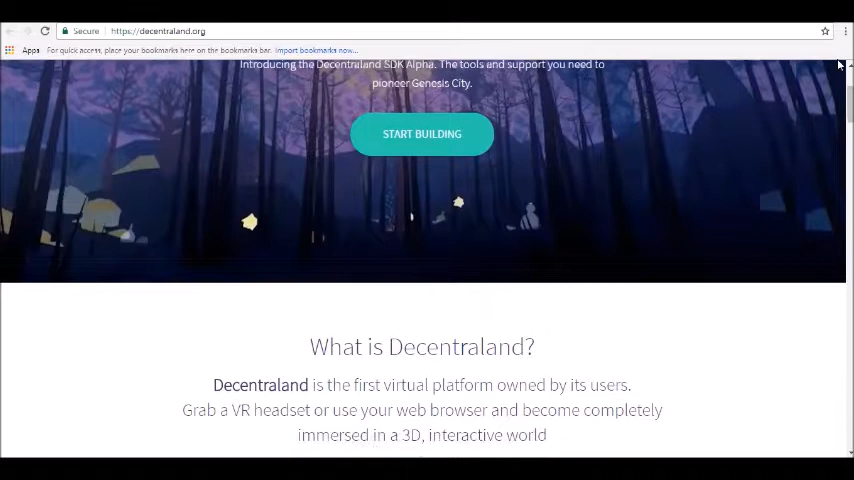 Secure https://decentraland.org
Apps For quick access, place your bookmarks here on the bookmarks bar. Import bookmarks now...
Introducing the Decentraland SDK Alpha. The tools and support you need to
pioneer Genesis City.
START BUILDING
What is Decentraland?
Decentraland is the first virtual platform owned by its users.
Grab a VR headset or use your web browser and become completely
immersed in a 3D, interactive world